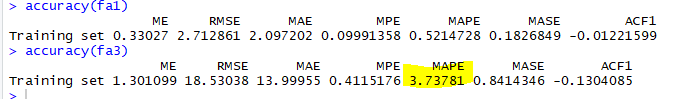 > accuracy(fa1)
ME RMSE MAE MPE MAPE MASE ACF1
Training set 0.33027 2.712861 2.097202 0.09991358 0.5214728 0.1826849 -0.01221599
> accuracy(fa3)
ME RMSE MAE MPE MAPE MASE ACF1
Training set 1.301099 18.53038 13.99955 0.4115176 3.73781 0.8414346 -0.1304085
>